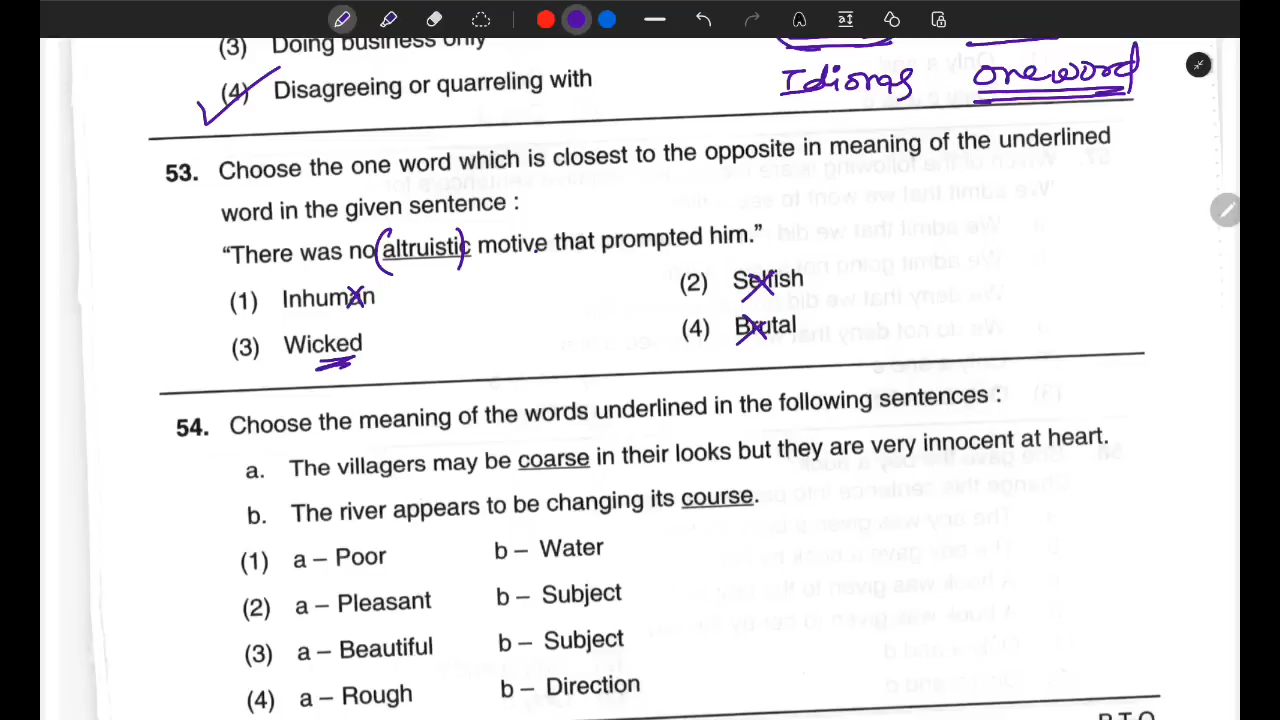 (3) Doing business only
(4) Disagreeing or quarreling with
Idioms one word
53. Choose the one word which is closest to the opposite in meaning of the underlined
word in the given sentence :
“There was no altruistic motive that prompted him.”
(1) Inhuman (2) Selfish
(3) Wicked (4) Brutal
54. Choose the meaning of the words underlined in the following sentences :
a. The villagers may be coarse in their looks but they are very innocent at heart.
b. The river appears to be changing its course.
(1) a – Poor b – Water
(2) a – Pleasant b – Subject
(3) a – Beautiful b – Subject
(4) a – Rough b – Direction
P.T.O